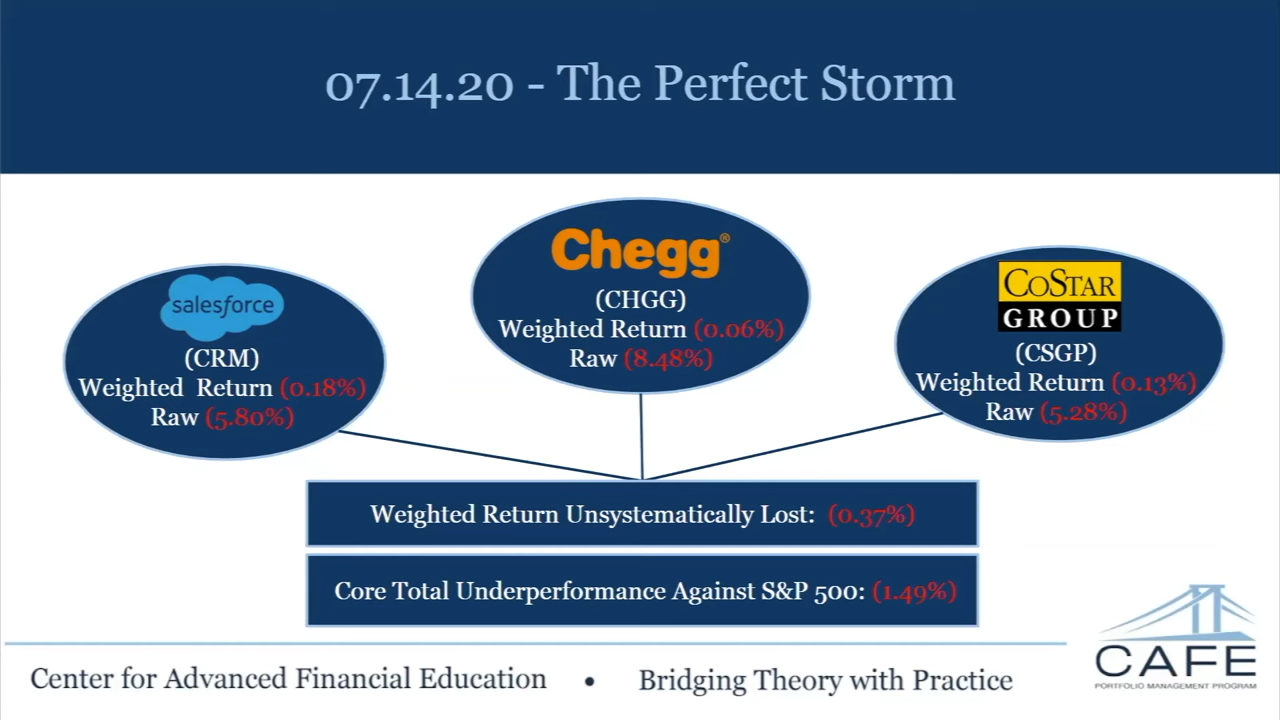 07.14.20 - The Perfect Storm
salesforce
(CRM)
Weighted Return (0.18%)
Raw (5.80%)
Chegg®
(CHGG)
Weighted Return (0.06%)
Raw (8.48%)
COSTAR
GROUP
(CSGP)
Weighted Return (0.13%)
Raw (5.28%)
Weighted Return Unsystematically Lost: (0.37%)
Core Total Underperformance Against S&P 500: (1.49%)
Center for Advanced Financial Education • Bridging Theory with Practice
CAFE
PORTFOLIO MANAGEMENT PROGRAM